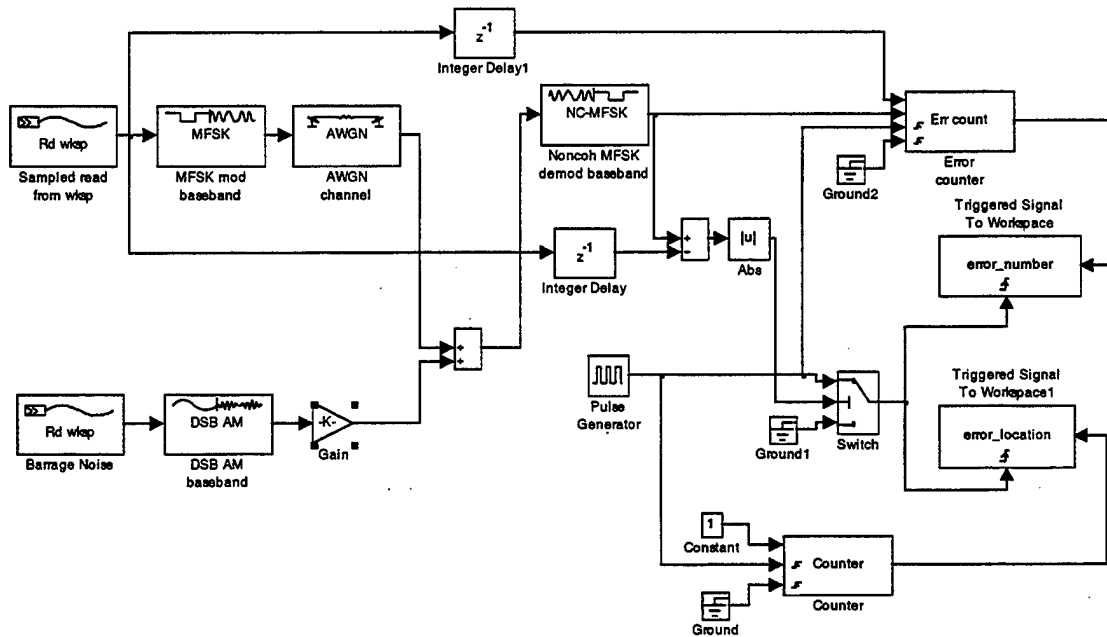 z-1
Integer Delay1
Rd wksp
Sampled read
from wksp
MFSK
MFSK mod
baseband
AWGN
AWGN
channel
NC-MFSK
Noncoh MFSK
demod baseband
Err count
Error
counter
Ground2
Triggered Signal
To Workspace
error_number
z-1
Integer Delay
+
−
|u|
Abs
+
+
Pulse
Generator
Ground1
Switch
Triggered Signal
To Workspace1
error_location
Rd wksp
Barrage Noise
DSB AM
DSB AM
baseband
-K-
Gain
1
Constant
Counter
Counter
Ground